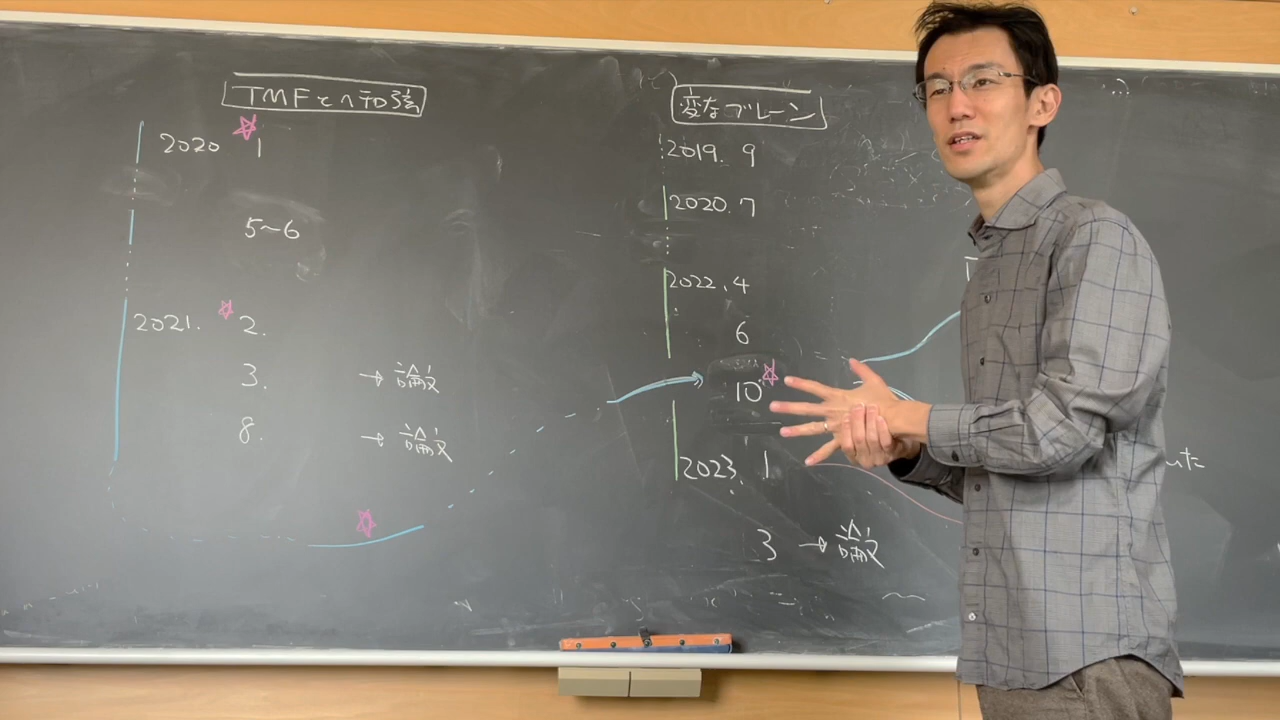 TMFとヘテロ弦
2020 1
5~6
2021. 2.
3. → 論文
8. → 論文
変なブレーン
2019. 9
2020. 7
2022. 4
6
10
2023. 1
3 → 論文